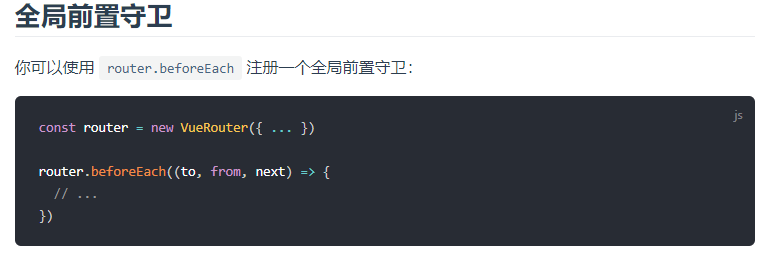 全局前置守卫
你可以使用 router.beforeEach 注册一个全局前置守卫：
js
const router = new VueRouter({ ... })
router.beforeEach((to, from, next) => {
  // ...
})